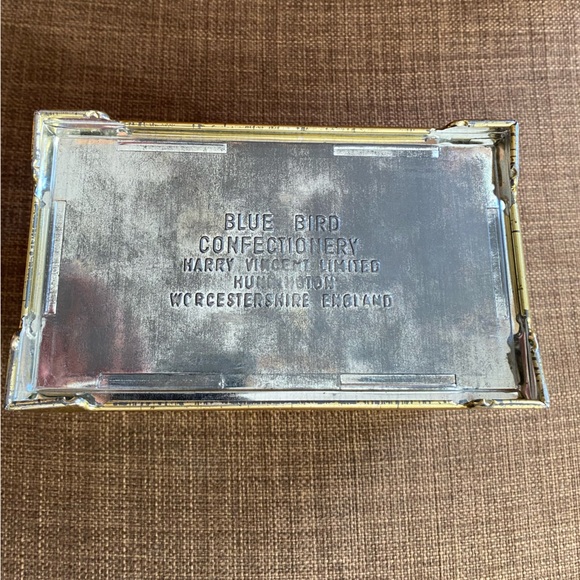 BLUE BIRD
CONFECTIONERY
HARRY VINCENT LIMITED
HUNNINGTON
WORCESTERSHIRE ENGLAND